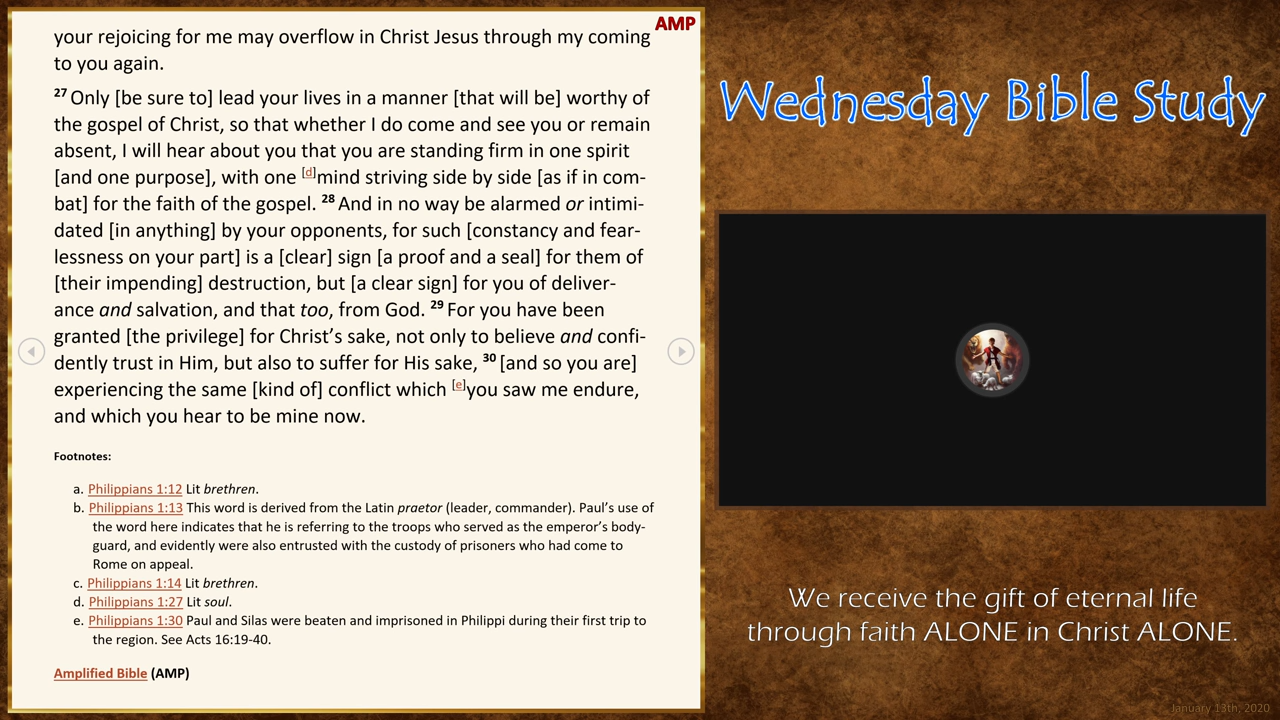 AMP
your rejoicing for me may overflow in Christ Jesus through my coming
to you again.
27 Only [be sure to] lead your lives in a manner [that will be] worthy of
the gospel of Christ, so that whether I do come and see you or remain
absent, I will hear about you that you are standing firm in one spirit
[and one purpose], with one [d]mind striving side by side [as if in com-
bat] for the faith of the gospel. 28 And in no way be alarmed or intimi-
dated [in anything] by your opponents, for such [constancy and fear-
lessness on your part] is a [clear] sign [a proof and a seal] for them of
[their impending] destruction, but [a clear sign] for you of deliver-
ance and salvation, and that too, from God. 29 For you have been
granted [the privilege] for Christ’s sake, not only to believe and confi-
dently trust in Him, but also to suffer for His sake, 30 [and so you are]
experiencing the same [kind of] conflict which [e]you saw me endure,
and which you hear to be mine now.
Footnotes:
a. Philippians 1:12 Lit brethren.
b. Philippians 1:13 This word is derived from the Latin praetor (leader, commander). Paul’s use of
the word here indicates that he is referring to the troops who served as the emperor’s body-
guard, and evidently were also entrusted with the custody of prisoners who had come to
Rome on appeal.
c. Philippians 1:14 Lit brethren.
d. Philippians 1:27 Lit soul.
e. Philippians 1:30 Paul and Silas were beaten and imprisoned in Philippi during their first trip to
the region. See Acts 16:19-40.
Amplified Bible (AMP)
Wednesday Bible Study
We receive the gift of eternal life
through faith ALONE in Christ ALONE.
January 13th, 2020